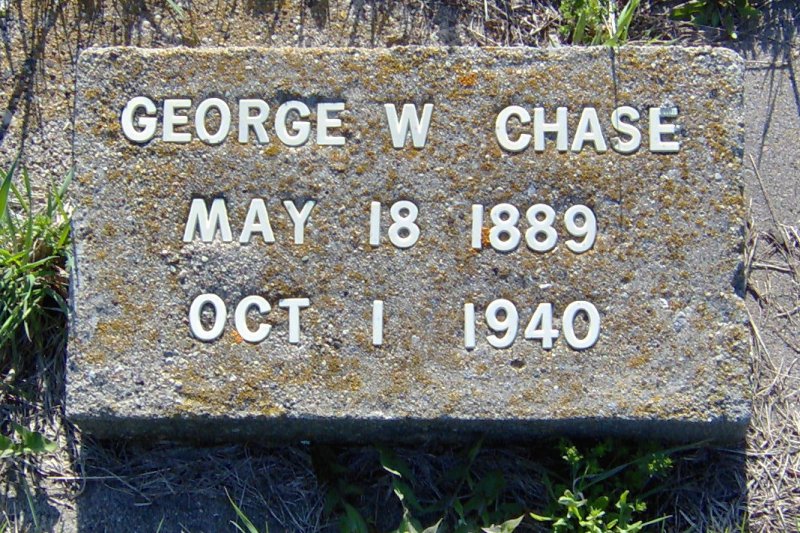 GEORGE W CHASE
MAY 18 1889
OCT 1 1940